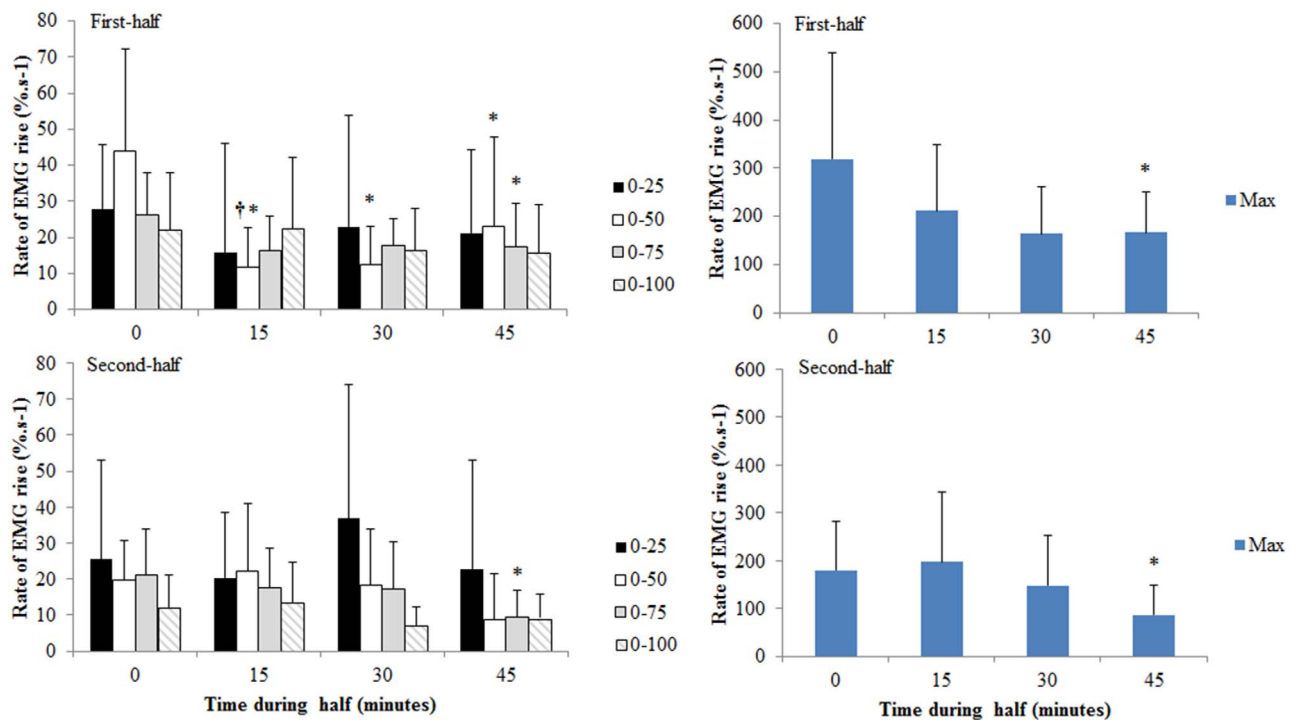 First-half
Rate of EMG rise (%.s-1)
80
70
60
50
40
30
20
10
0
†*
*
*
*
0 15 30 45
0-25
0-50
0-75
0-100
First-half
Rate of EMG rise (%.s-1)
600
500
400
300
200
100
0
*
0 15 30 45
Max
Second-half
Rate of EMG rise (%.s-1)
80
70
60
50
40
30
20
10
0
*
0 15 30 45
Time during half (minutes)
0-25
0-50
0-75
0-100
Second-half
Rate of EMG rise (%.s-1)
600
500
400
300
200
100
0
*
0 15 30 45
Time during half (minutes)
Max